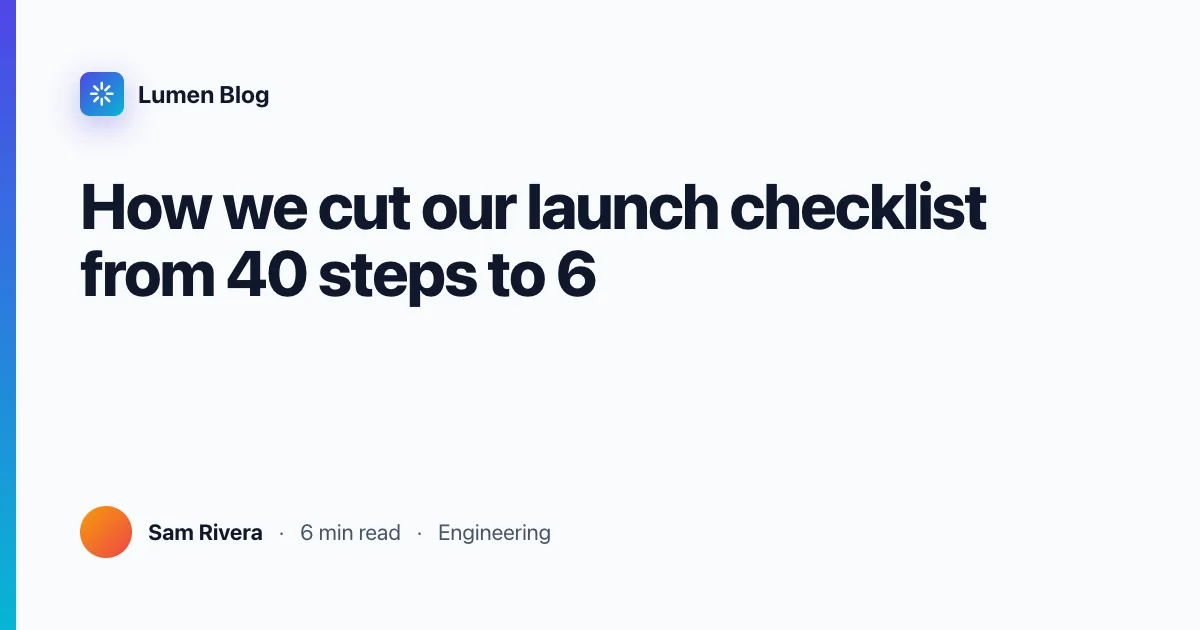 Lumen Blog
How we cut our launch checklist
from 40 steps to 6
Sam Rivera · 6 min read · Engineering